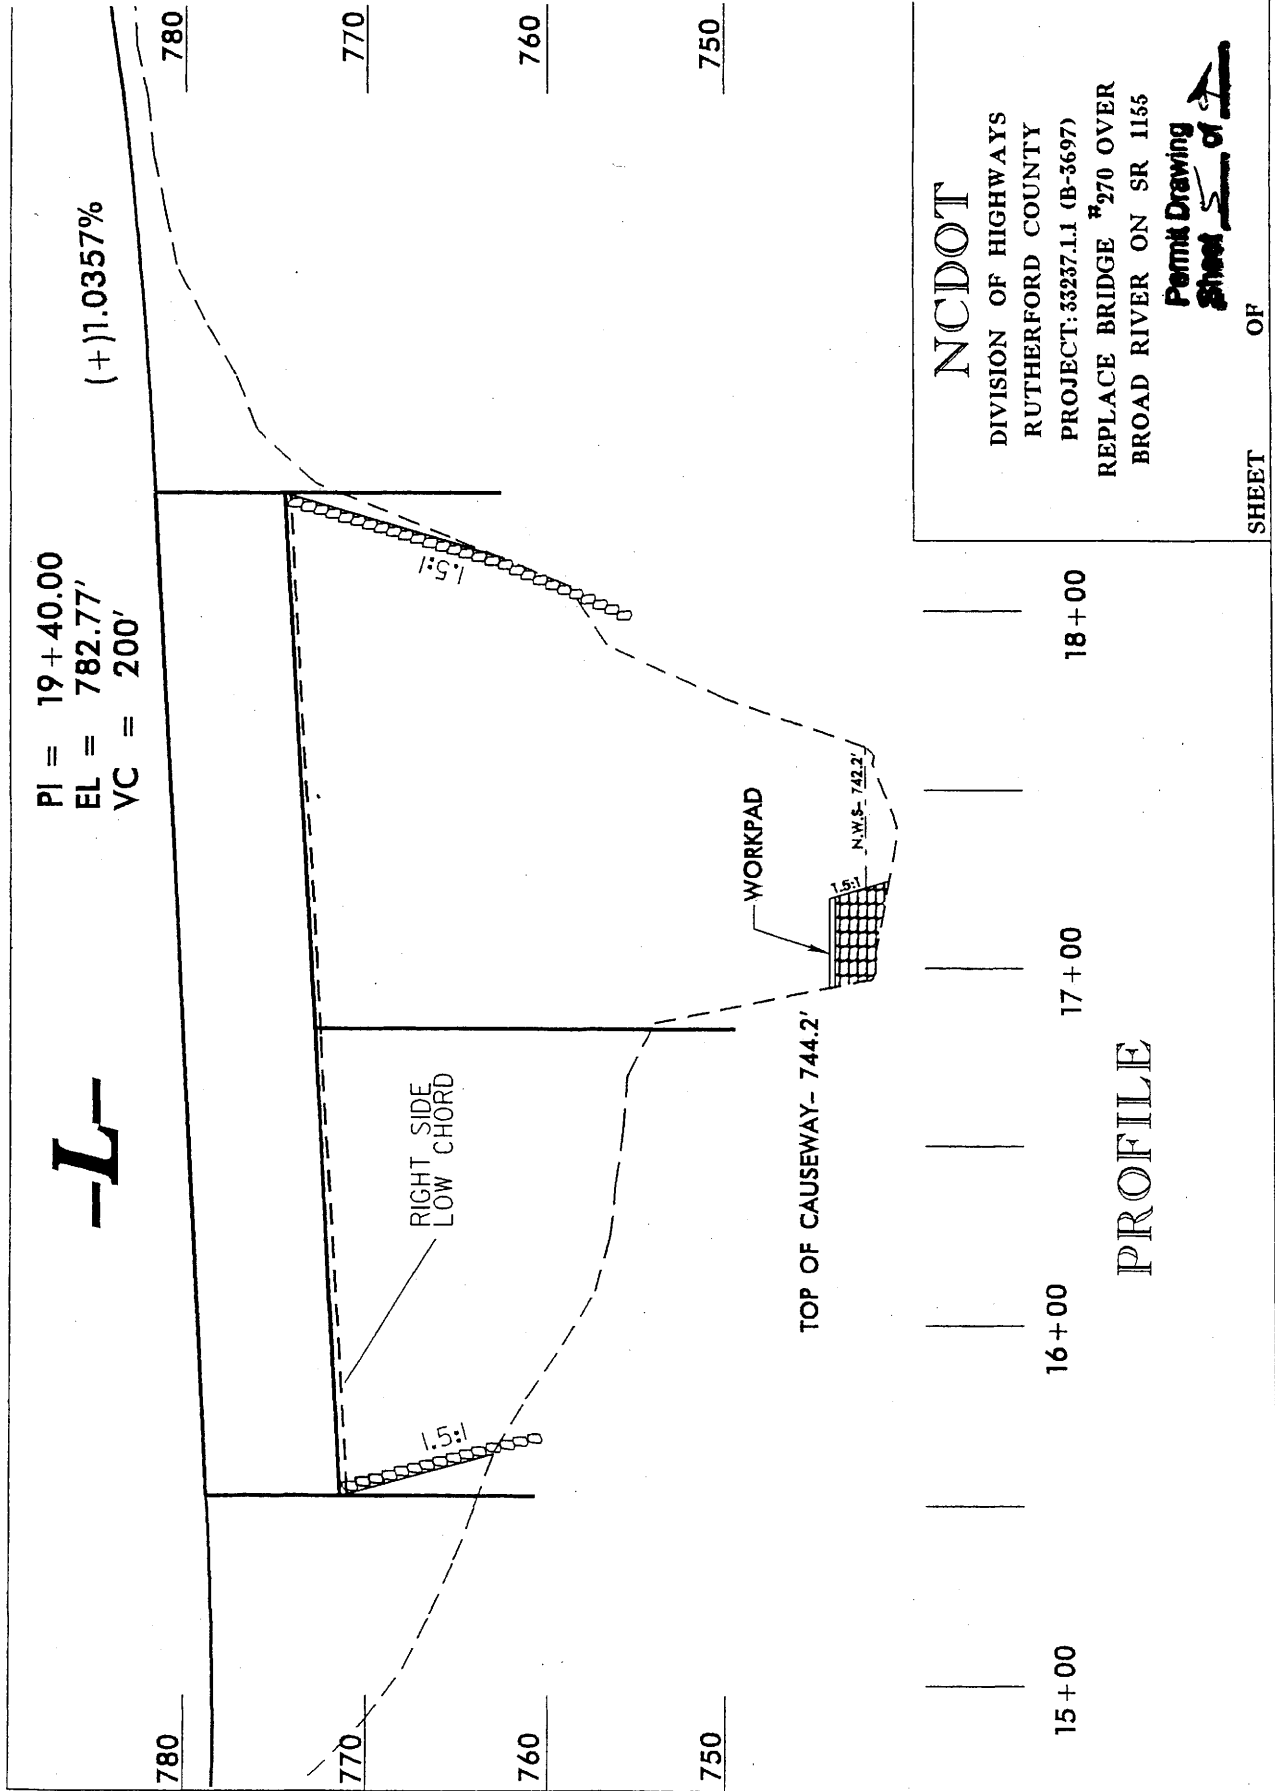 -L-
PI = 19+40.00
EL = 782.77'
VC = 200'
(+)1.0357%
780
780
770
770
760
760
750
750
RIGHT SIDE
LOW CHORD
1.5:1
1.5:1
WORKPAD
1.5:1
N.W.S- 742.2'
TOP OF CAUSEWAY- 744.2'
15+00
16+00
17+00
18+00
PROFILE
NCDOT
DIVISION OF HIGHWAYS
RUTHERFORD COUNTY
PROJECT: 33237.1.1 (B-3697)
REPLACE BRIDGE #270 OVER
BROAD RIVER ON SR 1155
Permit Drawing
Sheet 5 of
SHEET OF